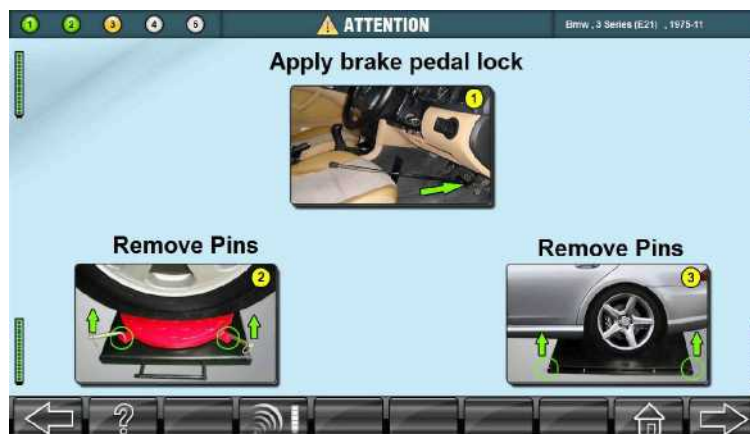 1 2 3 4 5
ATTENTION
Bmw , 3 Series (E21) , 1975-11
Apply brake pedal lock
1
Remove Pins
2
Remove Pins
3
?